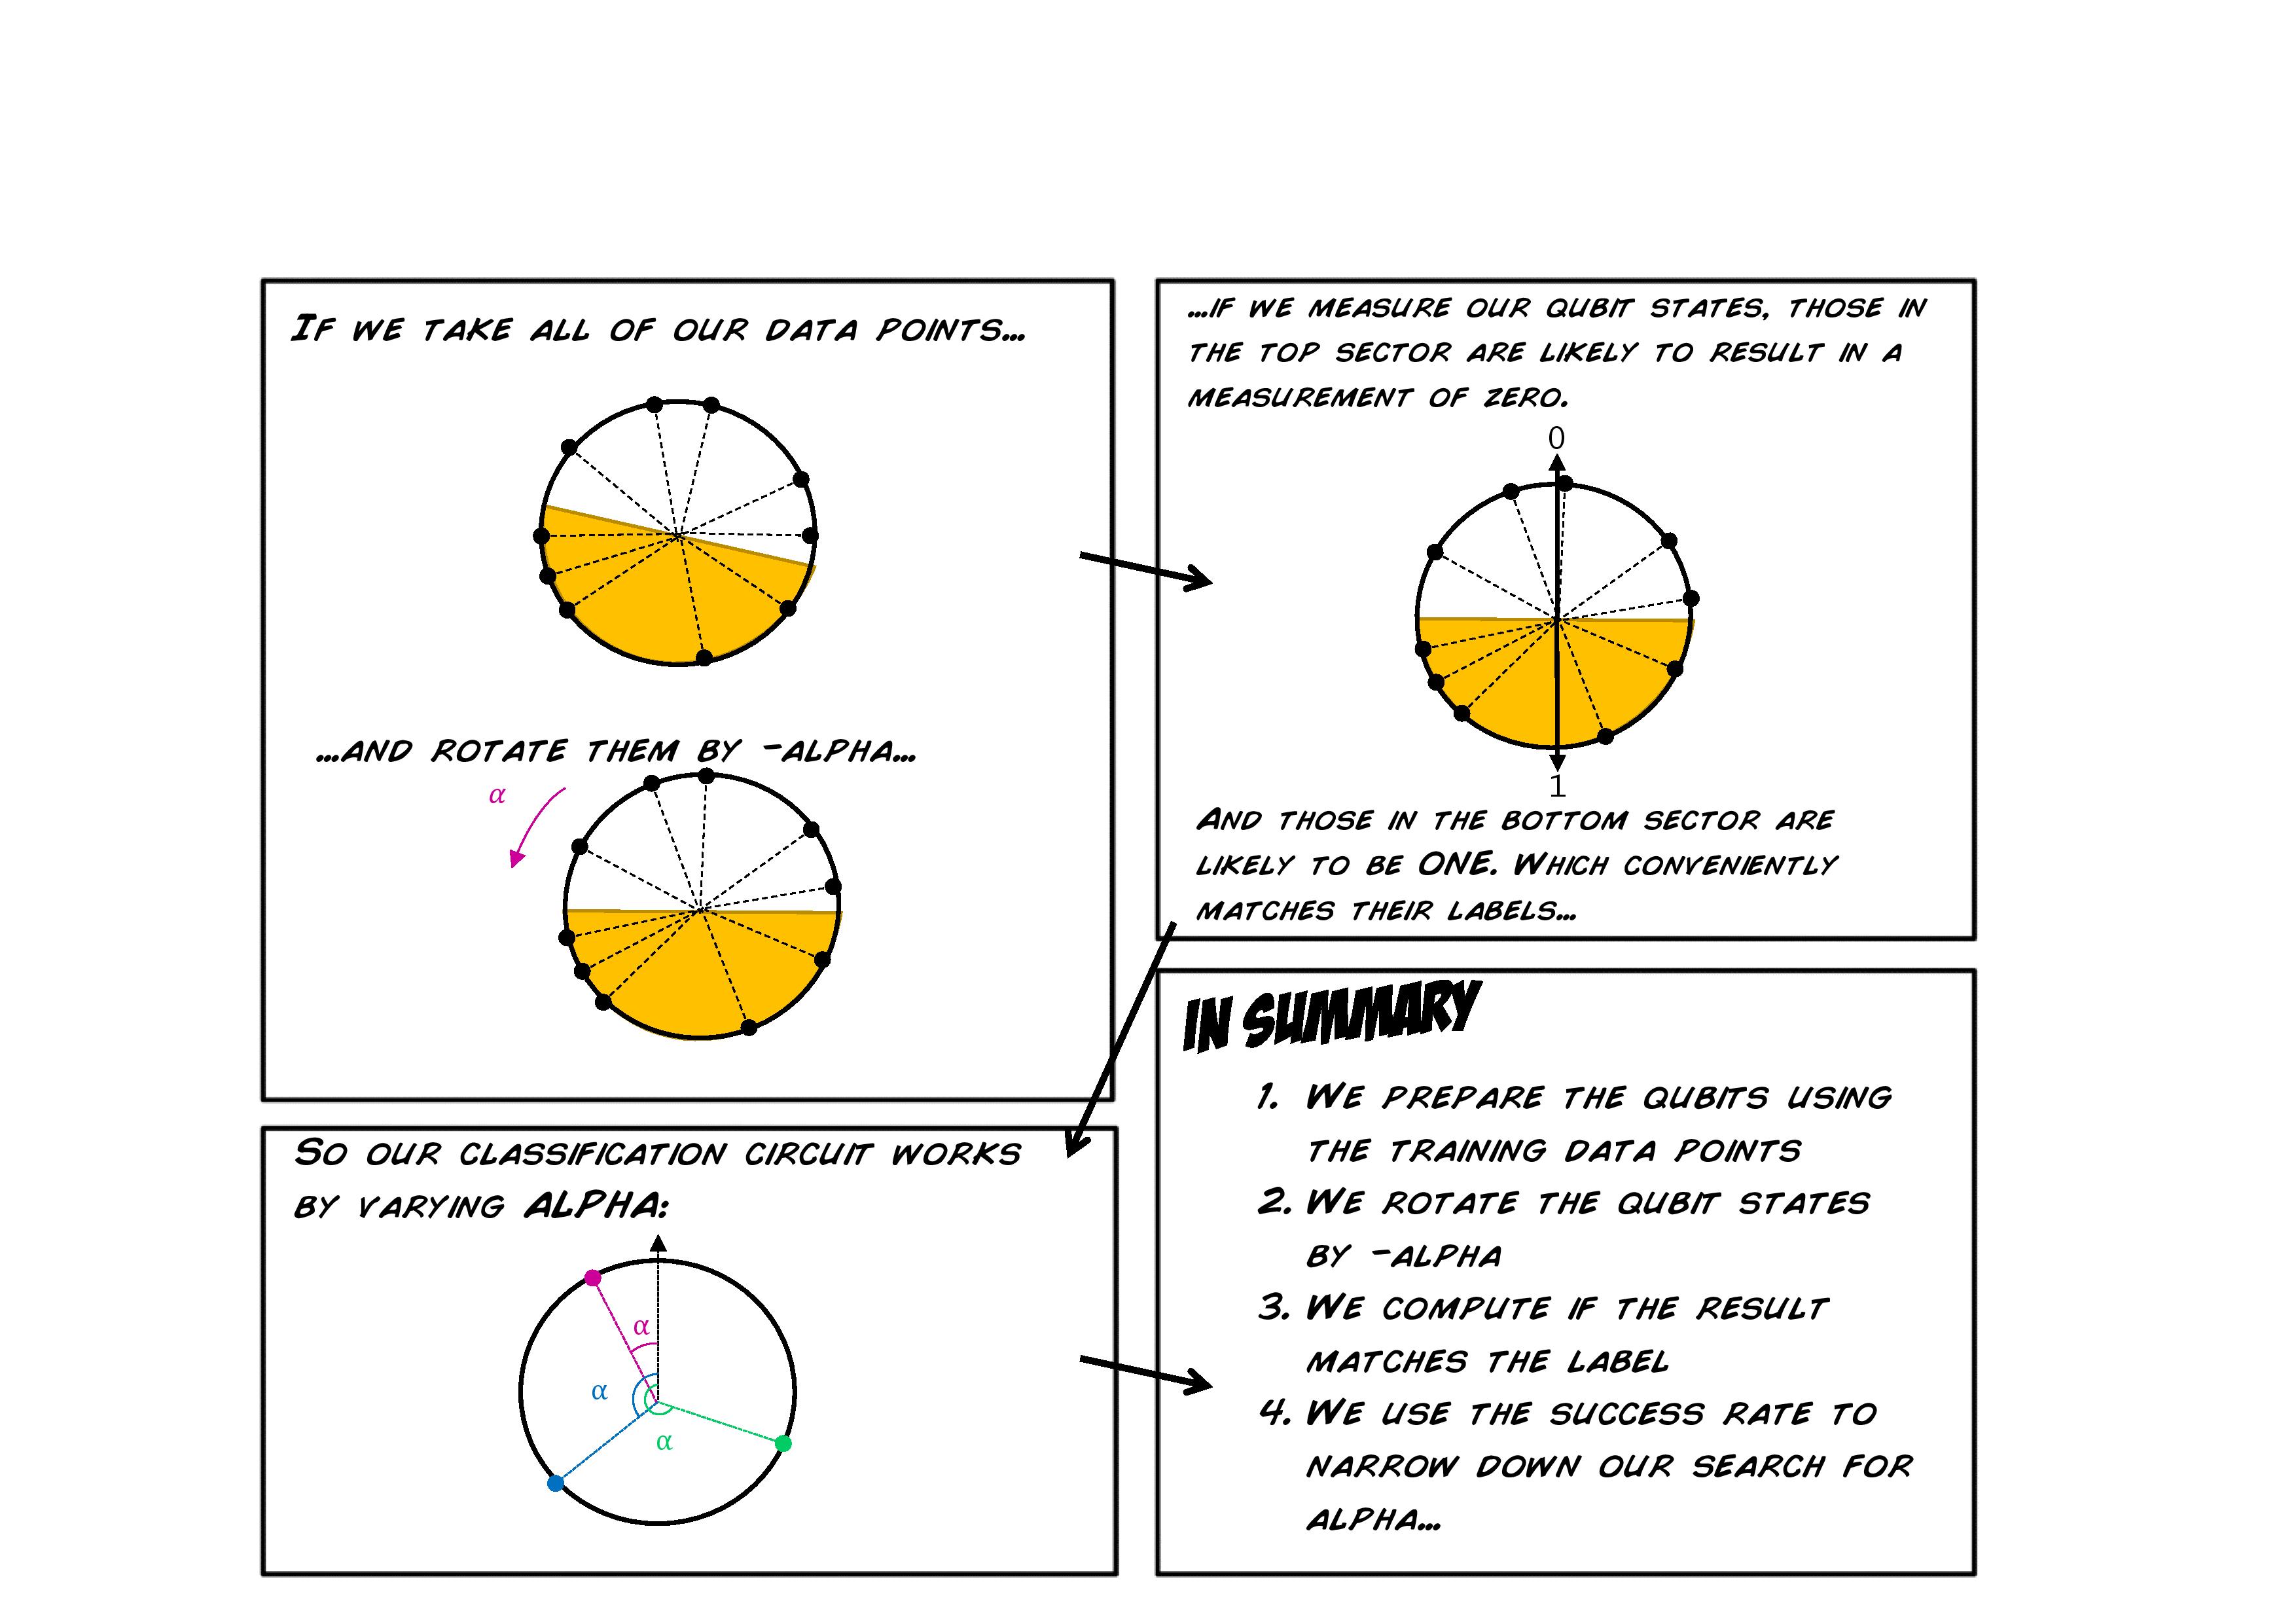 If we take all of our data points...
...and rotate them by -alpha...
α
...if we measure our qubit states, those in
the top sector are likely to result in a
measurement of zero.
0
1
And those in the bottom sector are
likely to be ONE. Which conveniently
matches their labels...
So our classification circuit works
by varying ALPHA:
α
α
α
IN SUMMARY
1. We prepare the qubits using
the training data points
2. We rotate the qubit states
by -alpha
3. We compute if the result
matches the label
4. We use the success rate to
narrow down our search for
alpha...